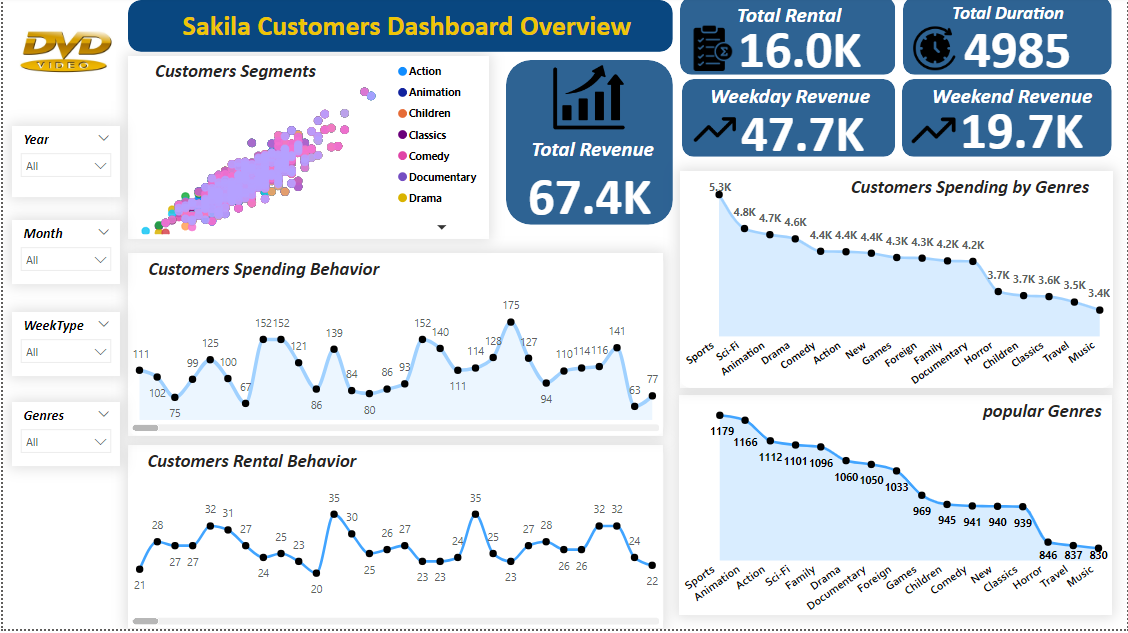 DVD
VIDEO
Sakila Customers Dashboard Overview
Total Rental
16.0K
Total Duration
4985
Weekday Revenue
47.7K
Weekend Revenue
19.7K
Total Revenue
67.4K
Year
All
Month
All
WeekType
All
Genres
All
Customers Segments
Action
Animation
Children
Classics
Comedy
Documentary
Drama
Customers Spending Behavior
111 102 75 99 125 100 67 152 152 121 86 139 84 80 86 93 152 140 111 114 128 175 127 94 110 114 116 141 63 77
Customers Rental Behavior
21 28 27 27 32 31 27 24 25 23 20 35 30 25 26 27 23 23 24 35 25 23 27 28 26 26 32 32 24 22
Customers Spending by Genres
5.3K 4.8K 4.7K 4.6K 4.4K 4.4K 4.4K 4.3K 4.3K 4.2K 4.2K 3.7K 3.7K 3.6K 3.5K 3.4K
Sports Sci-Fi Animation Drama Comedy Action New Games Foreign Family Documentary Horror Children Classics Travel Music
popular Genres
1179 1166 1112 1101 1096 1060 1050 1033 969 945 941 940 939 846 837 830
Sports Animation Action Sci-Fi Family Drama Documentary Foreign Games Children Comedy New Classics Horror Travel Music